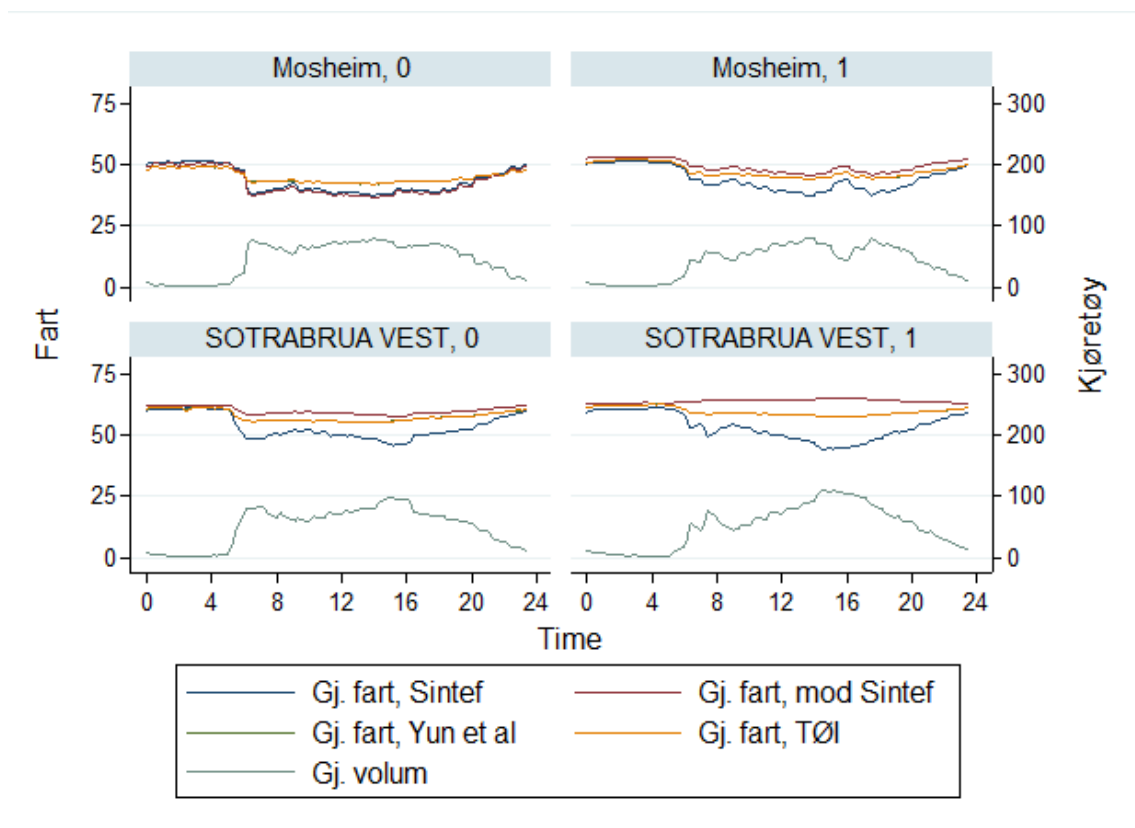 Mosheim, 0
Mosheim, 1
75
50
25
0
300
200
100
0
SOTRABRUA VEST, 0
SOTRABRUA VEST, 1
75
50
25
0
300
200
100
0
Fart
Kjøretøy
0 4 8 12 16 20 24
0 4 8 12 16 20 24
Time
Gj. fart, Sintef
Gj. fart, mod Sintef
Gj. fart, Yun et al
Gj. fart, TØI
Gj. volum